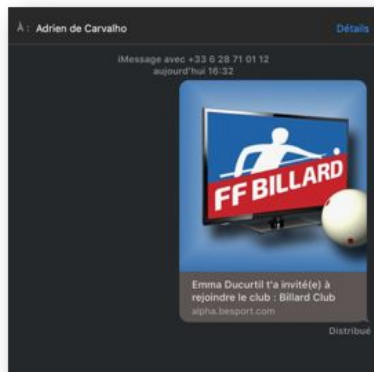 À : Adrien de Carvalho Détails
iMessage avec +33 6 28 71 01 12
aujourd'hui 16:32
FF BILLARD
Emma Ducurtil t'a invité(e) à
rejoindre le club : Billard Club
alpha.besport.com
Distribué